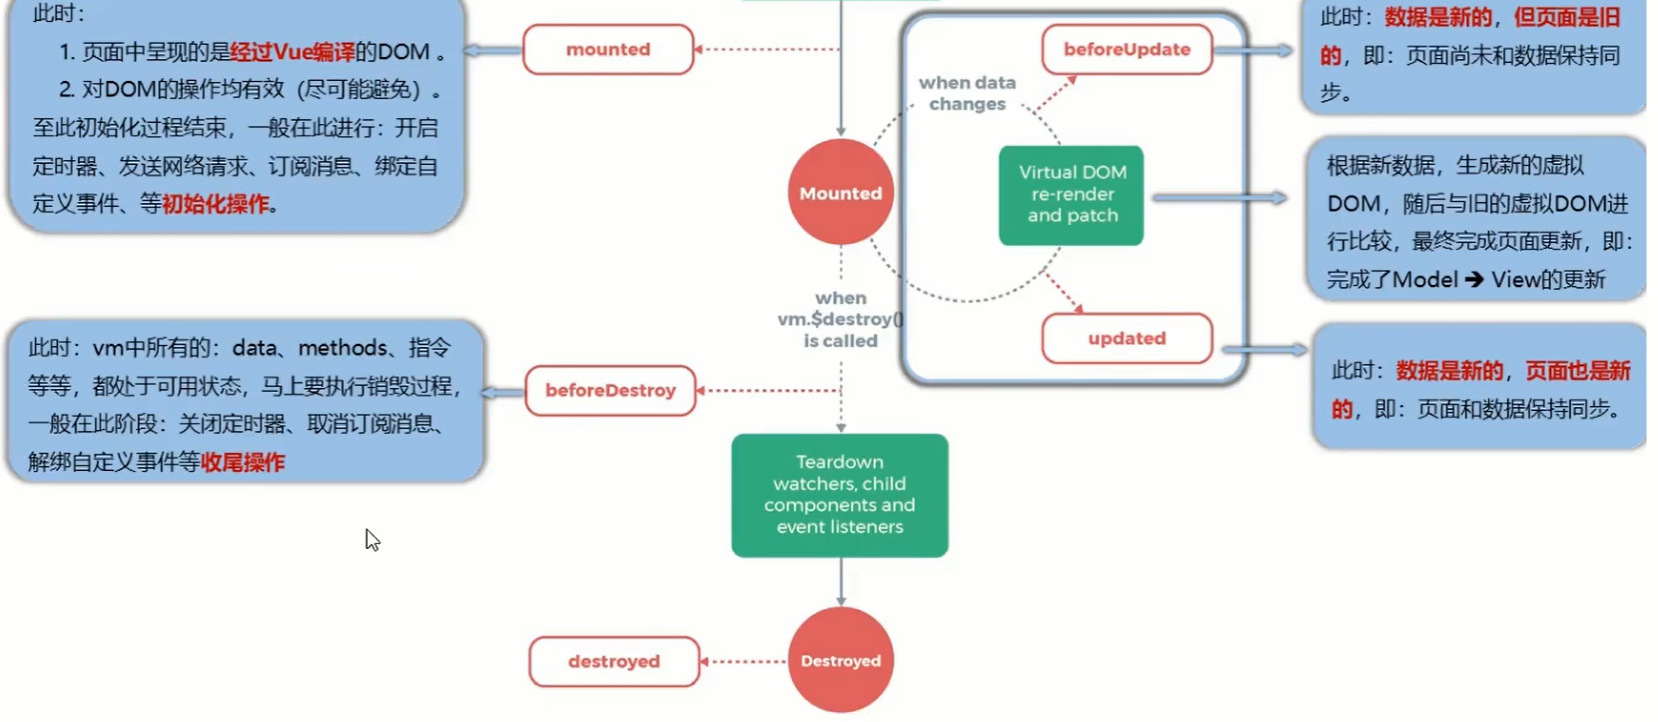 此时：
1. 页面中呈现的是经过Vue编译的DOM 。
2. 对DOM的操作均有效（尽可能避免）。
至此初始化过程结束，一般在此进行：开启
定时器、发送网络请求、订阅消息、绑定自
定义事件、等初始化操作。
mounted
beforeUpdate
此时：数据是新的，但页面是旧
的，即：页面尚未和数据保持同
步。
when data
changes
Mounted
Virtual DOM
re-render
and patch
根据新数据，生成新的虚拟
DOM，随后与旧的虚拟DOM进
行比较，最终完成页面更新，即：
完成了Model ➔ View的更新
when
vm.$destroy()
is called
updated
此时：数据是新的，页面也是新
的，即：页面和数据保持同步。
此时：vm中所有的：data、methods、指令
等等，都处于可用状态，马上要执行销毁过程，
一般在此阶段：关闭定时器、取消订阅消息、
解绑自定义事件等收尾操作
beforeDestroy
Teardown
watchers, child
components and
event listeners
destroyed
Destroyed